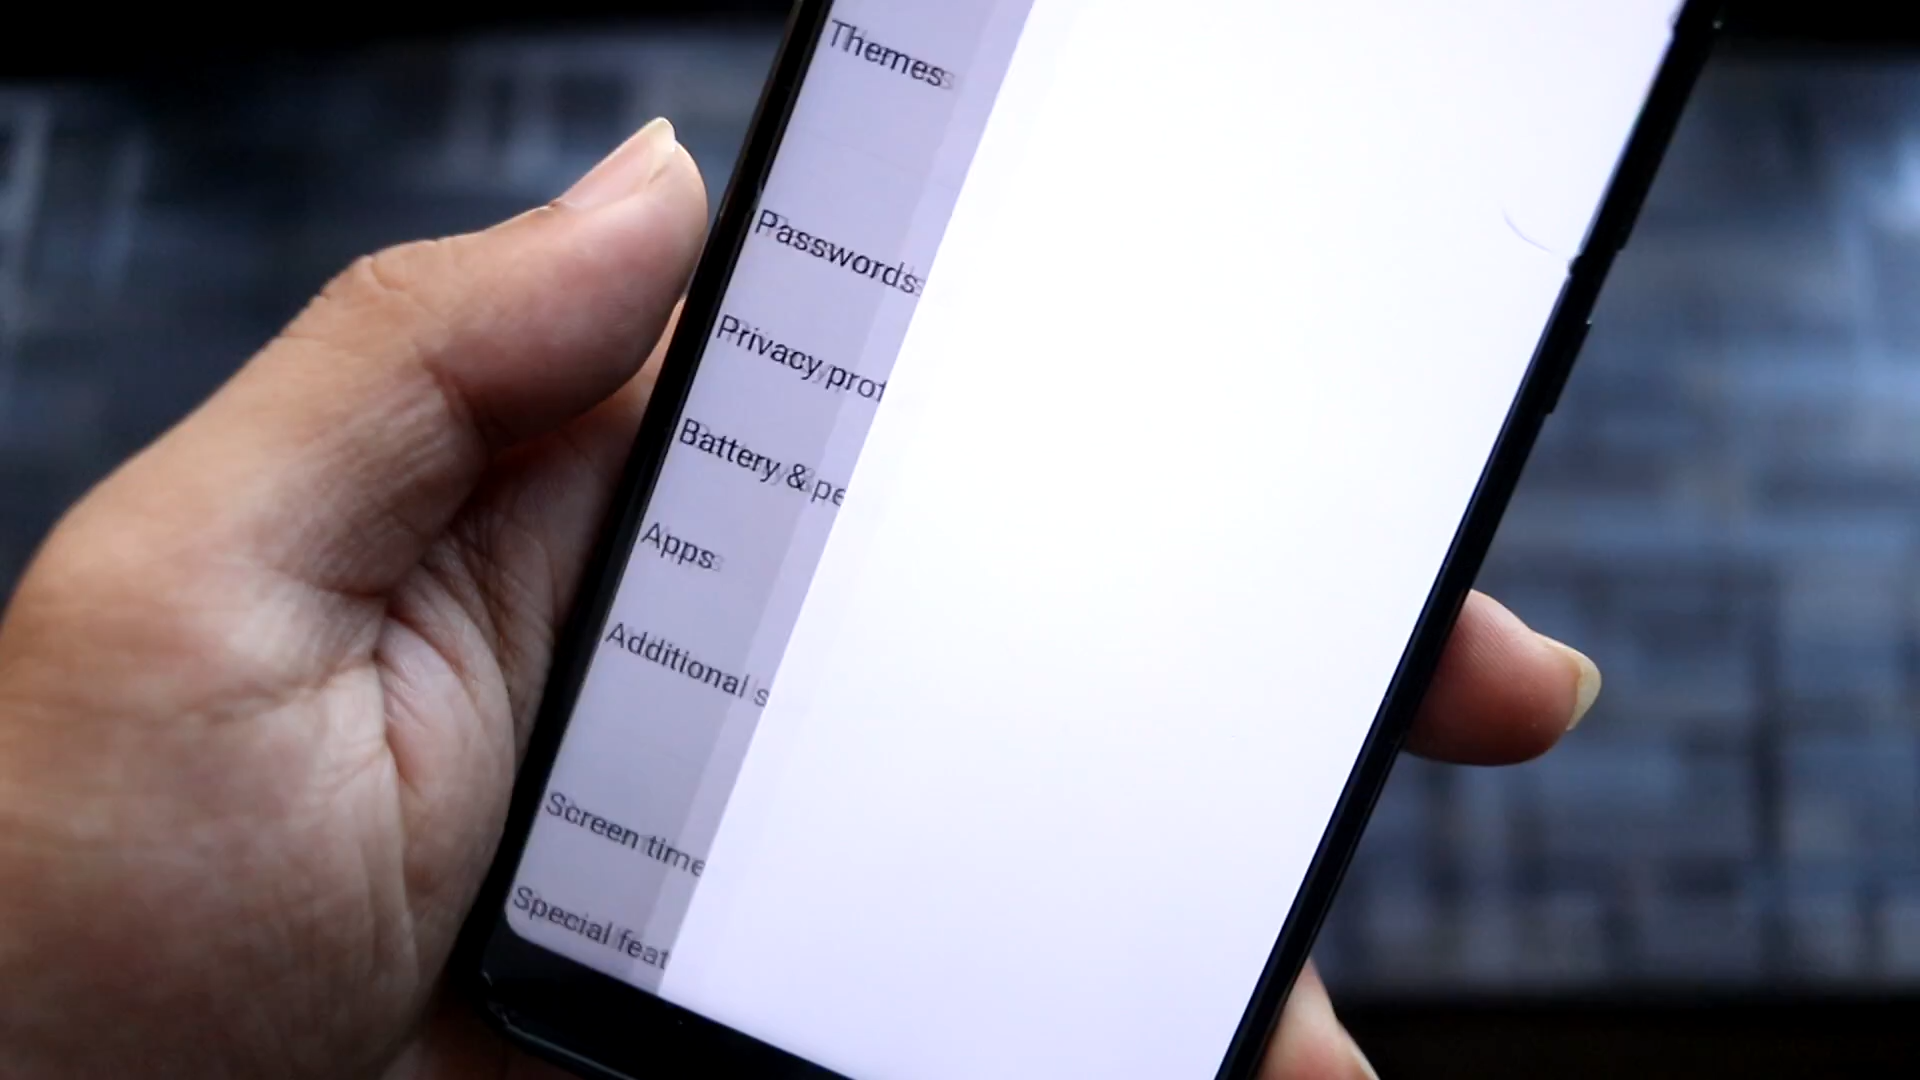 Themes
Passwords
Privacy prot
Battery & pe
Apps
Additional s
Screen time
Special feat